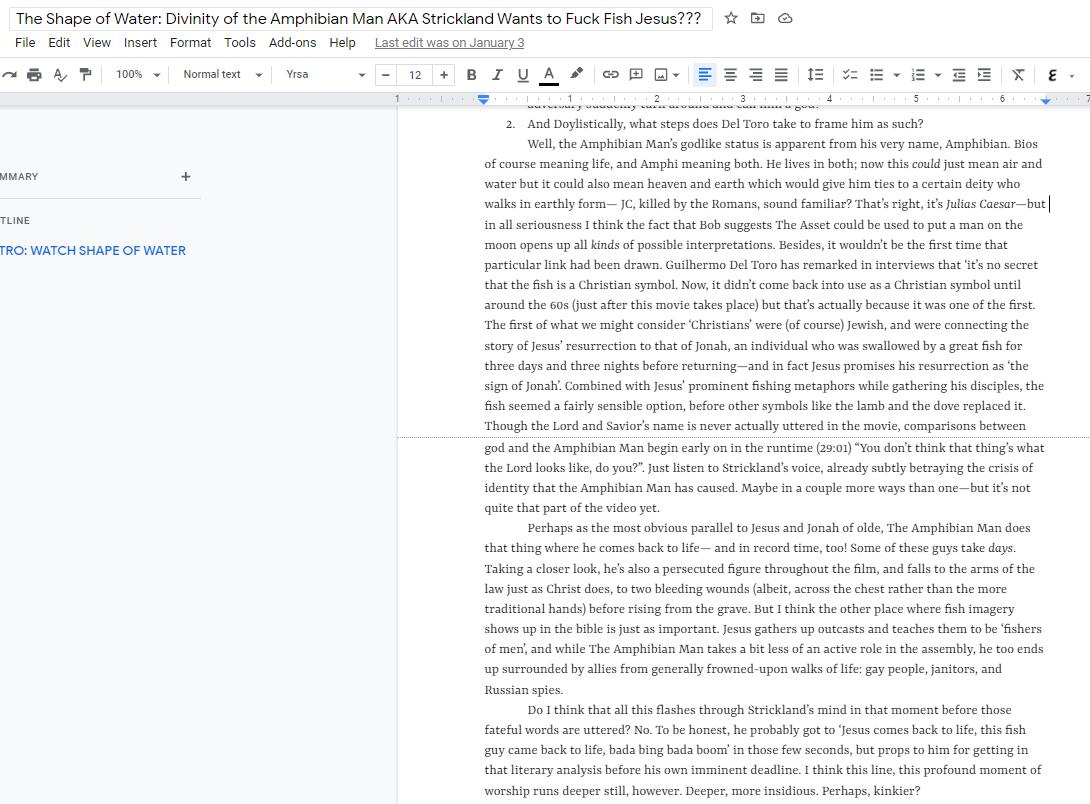 The Shape of Water: Divinity of the Amphibian Man AKA Strickland Wants to Fuck Fish Jesus???
File Edit View Insert Format Tools Add-ons Help Last edit was on January 3
100% Normal text Yrsa − 12 + B I U A
1 1 2 3 4 5 6 7
MMARY +
TLINE
TRO: WATCH SHAPE OF WATER
adversary suddenly turn around and call him a god?
2. And Doylistically, what steps does Del Toro take to frame him as such?
Well, the Amphibian Man's godlike status is apparent from his very name, Amphibian. Bios
of course meaning life, and Amphi meaning both. He lives in both; now this could just mean air and
water but it could also mean heaven and earth which would give him ties to a certain deity who
walks in earthly form— JC, killed by the Romans, sound familiar? That's right, it's Julias Caesar—but
in all seriousness I think the fact that Bob suggests The Asset could be used to put a man on the
moon opens up all kinds of possible interpretations. Besides, it wouldn't be the first time that
particular link had been drawn. Guilhermo Del Toro has remarked in interviews that 'it's no secret
that the fish is a Christian symbol. Now, it didn't come back into use as a Christian symbol until
around the 60s (just after this movie takes place) but that's actually because it was one of the first.
The first of what we might consider 'Christians' were (of course) Jewish, and were connecting the
story of Jesus' resurrection to that of Jonah, an individual who was swallowed by a great fish for
three days and three nights before returning—and in fact Jesus promises his resurrection as 'the
sign of Jonah'. Combined with Jesus' prominent fishing metaphors while gathering his disciples, the
fish seemed a fairly sensible option, before other symbols like the lamb and the dove replaced it.
Though the Lord and Savior's name is never actually uttered in the movie, comparisons between
god and the Amphibian Man begin early on in the runtime (29:01) "You don't think that thing's what
the Lord looks like, do you?". Just listen to Strickland's voice, already subtly betraying the crisis of
identity that the Amphibian Man has caused. Maybe in a couple more ways than one—but it's not
quite that part of the video yet.
Perhaps as the most obvious parallel to Jesus and Jonah of olde, The Amphibian Man does
that thing where he comes back to life— and in record time, too! Some of these guys take days.
Taking a closer look, he's also a persecuted figure throughout the film, and falls to the arms of the
law just as Christ does, to two bleeding wounds (albeit, across the chest rather than the more
traditional hands) before rising from the grave. But I think the other place where fish imagery
shows up in the bible is just as important. Jesus gathers up outcasts and teaches them to be 'fishers
of men', and while The Amphibian Man takes a bit less of an active role in the assembly, he too ends
up surrounded by allies from generally frowned-upon walks of life: gay people, janitors, and
Russian spies.
Do I think that all this flashes through Strickland's mind in that moment before those
fateful words are uttered? No. To be honest, he probably got to 'Jesus comes back to life, this fish
guy came back to life, bada bing bada boom' in those few seconds, but props to him for getting in
that literary analysis before his own imminent deadline. I think this line, this profound moment of
worship runs deeper still, however. Deeper, more insidious. Perhaps, kinkier?